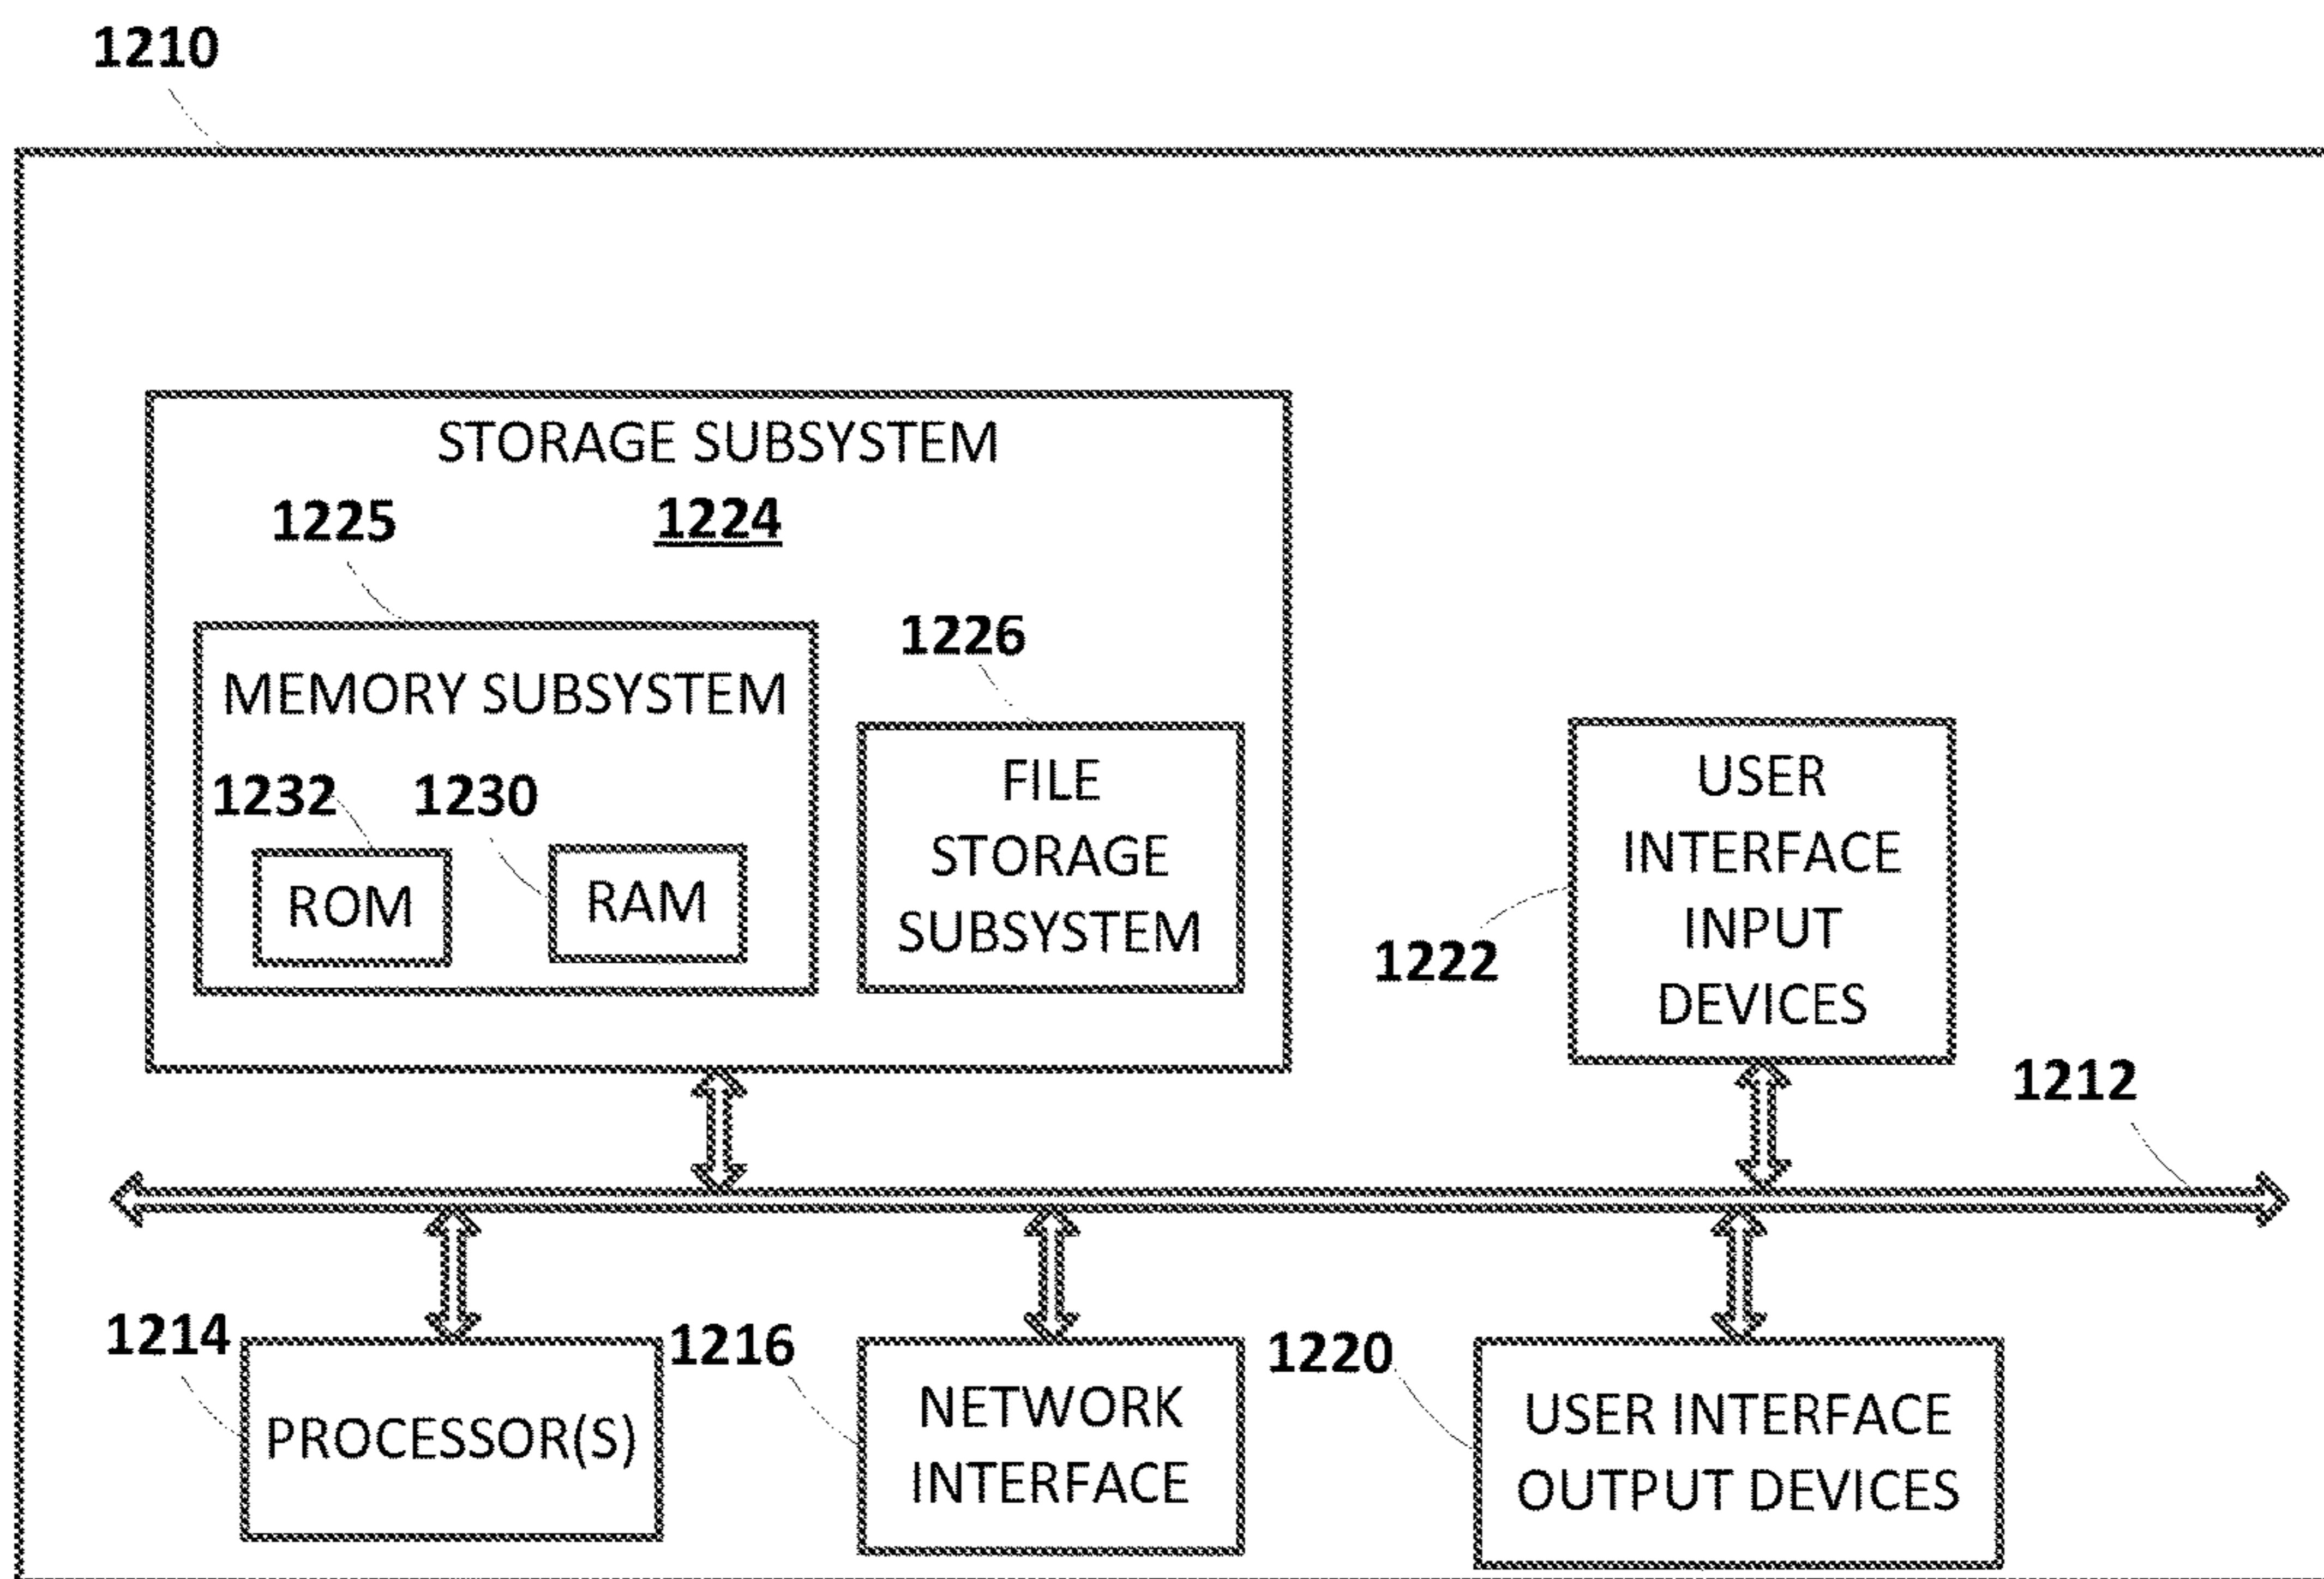 1210
STORAGE SUBSYSTEM
1224
1225
MEMORY SUBSYSTEM
1232
1230
ROM
RAM
1226
FILE
STORAGE
SUBSYSTEM
USER
INTERFACE
INPUT
DEVICES
1222
1212
1214
PROCESSOR(S)
1216
NETWORK
INTERFACE
1220
USER INTERFACE
OUTPUT DEVICES